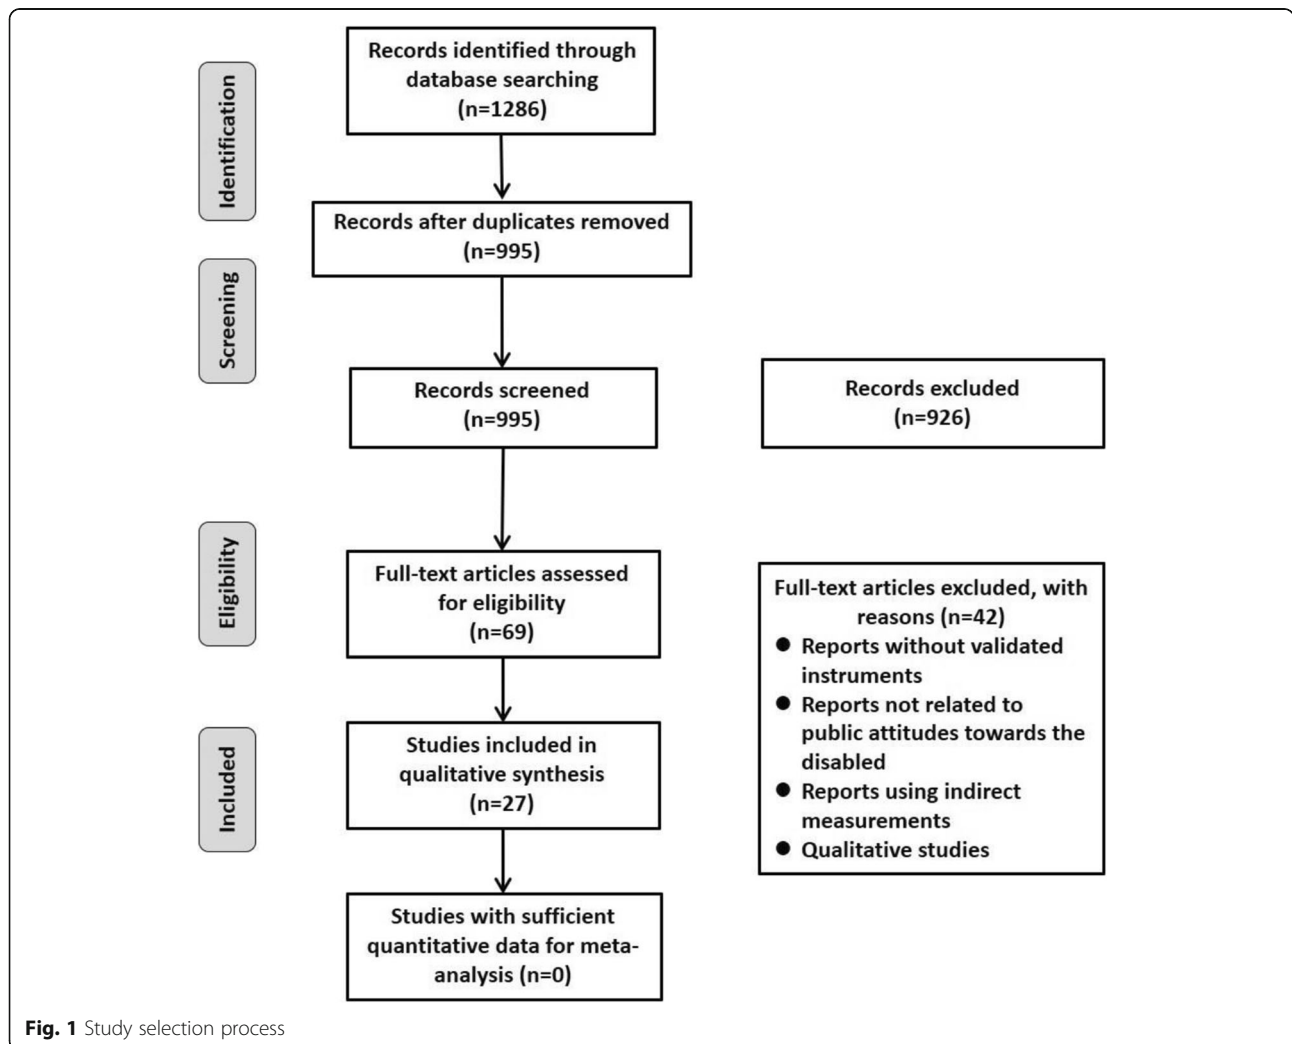 Identification
Records identified through
database searching
(n=1286)
Records after duplicates removed
(n=995)
Screening
Records screened
(n=995)
Records excluded
(n=926)
Eligibility
Full-text articles assessed
for eligibility
(n=69)
Full-text articles excluded, with
reasons (n=42)
● Reports without validated
instruments
● Reports not related to
public attitudes towards the
disabled
● Reports using indirect
measurements
● Qualitative studies
Included
Studies included in
qualitative synthesis
(n=27)
Studies with sufficient
quantitative data for meta-
analysis (n=0)
Fig. 1 Study selection process